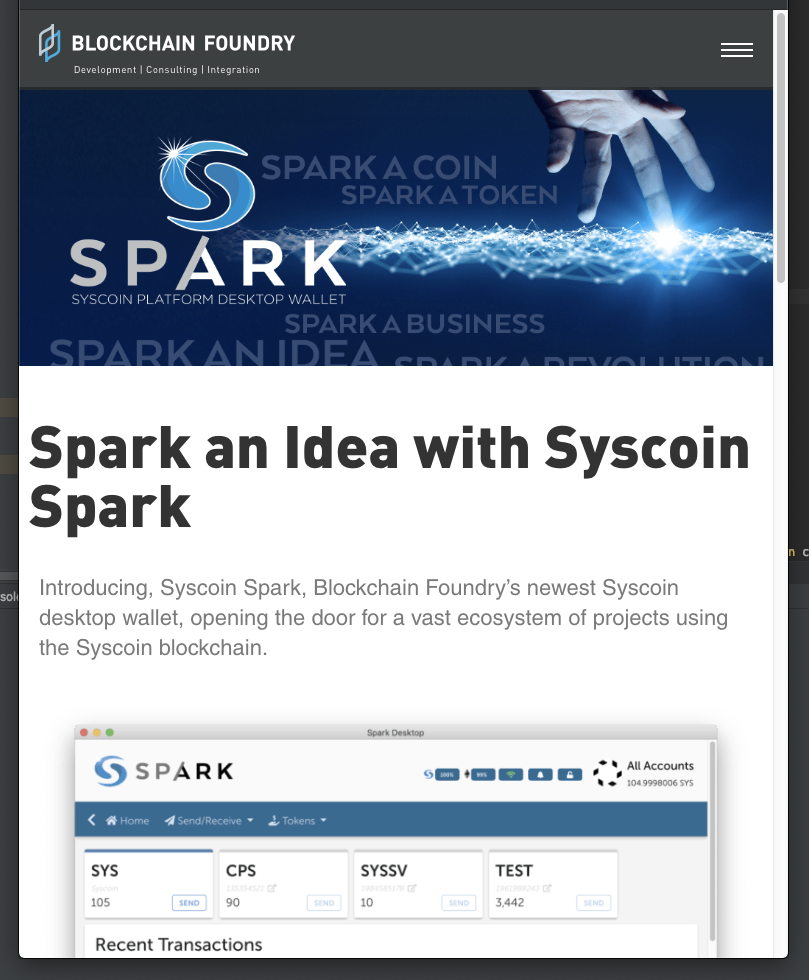 BLOCKCHAIN FOUNDRY
Development | Consulting | Integration
SPARK A COIN
SPARK A TOKEN
SPARK
SYSCOIN PLATFORM DESKTOP WALLET
SPARK A BUSINESS
SPARK AN IDEA
SPARK A REVOLUTION
Spark an Idea with Syscoin
Spark
Introducing, Syscoin Spark, Blockchain Foundry’s newest Syscoin
desktop wallet, opening the door for a vast ecosystem of projects using
the Syscoin blockchain.
Spark Desktop
SPARK
100%
99%
All Accounts
104.9998006 SYS
Home Send/Receive Tokens
SYS CPS SYSSV TEST
Syscoin 135354521 1984585178
105 SEND 90 SEND 10 SEND 3,442 SEND
Recent Transactions
n c
sole